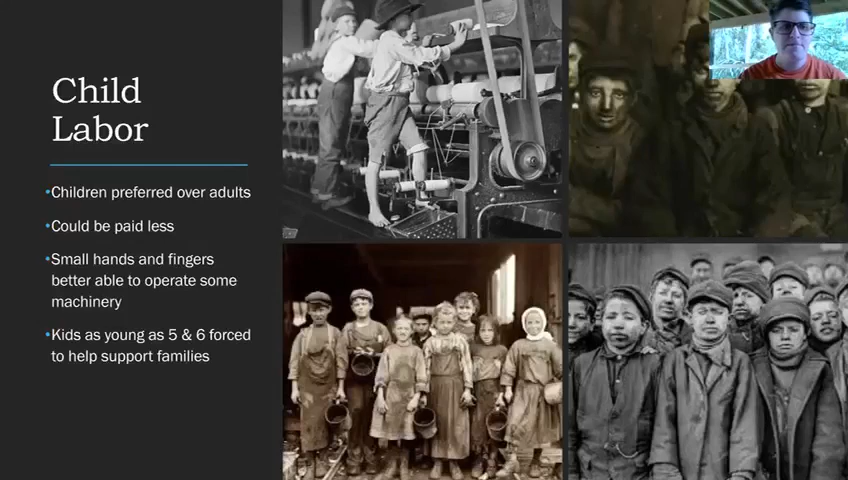 Child
Labor
•Children preferred over adults
•Could be paid less
•Small hands and fingers
better able to operate some
machinery
•Kids as young as 5 & 6 forced
to help support families